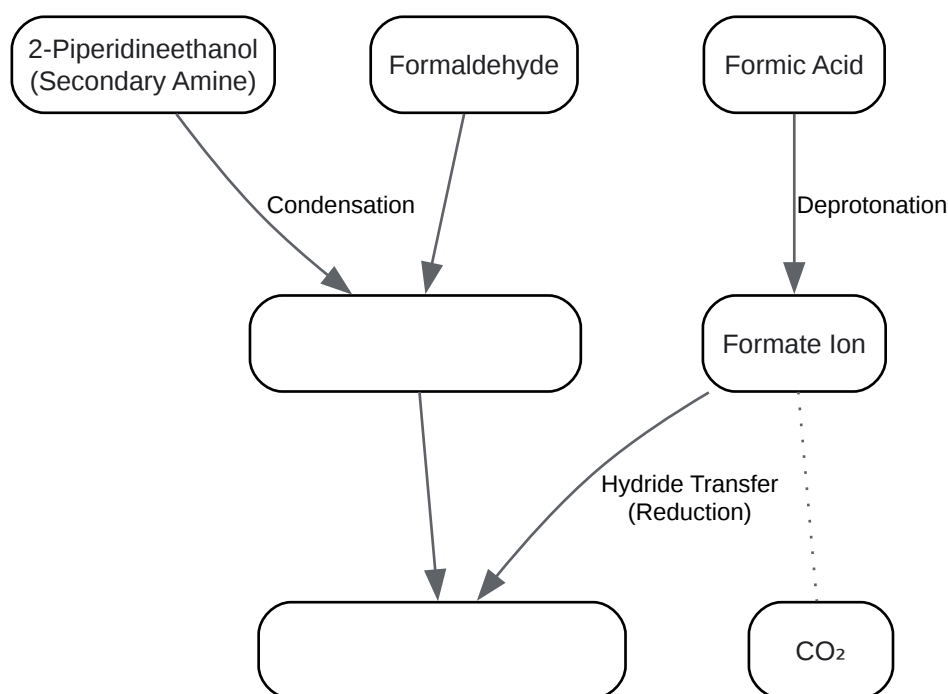 2-Piperidineethanol
(Secondary Amine)
Formaldehyde
Formic Acid
Condensation
Deprotonation
Formate Ion
Hydride Transfer
(Reduction)
CO₂